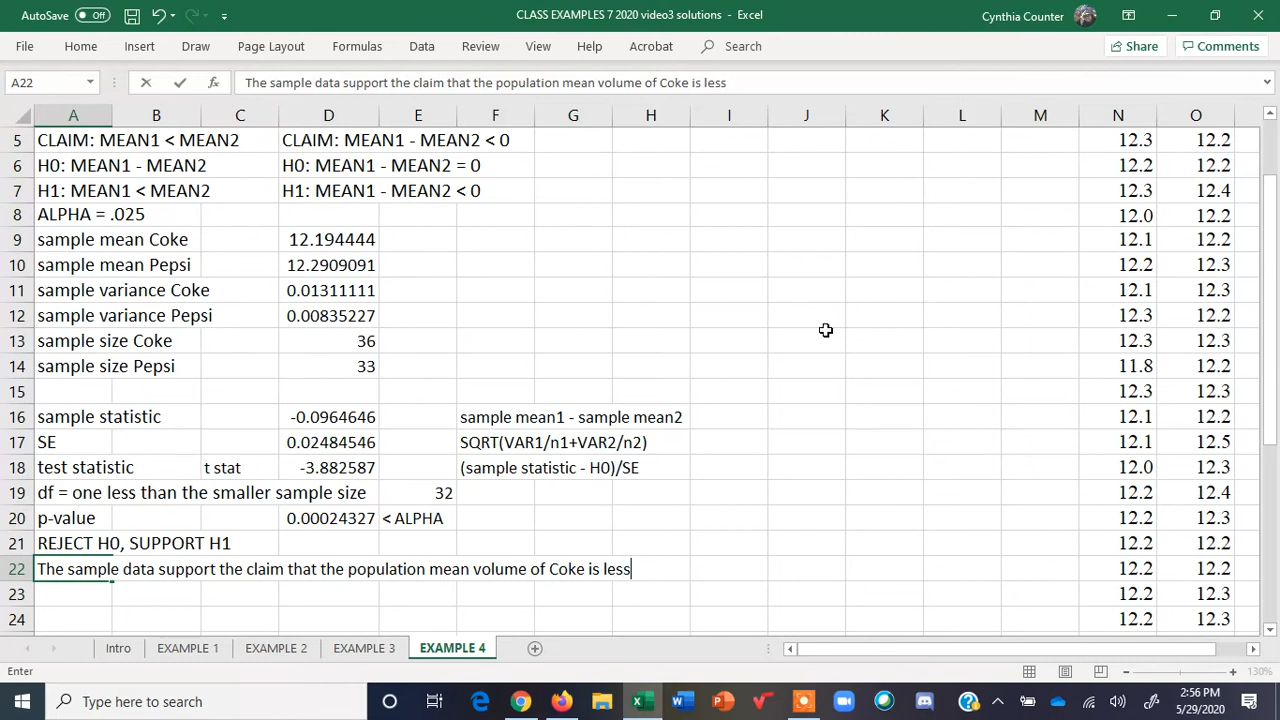 AutoSave Off CLASS EXAMPLES 7 2020 video3 solutions - Excel Cynthia Counter
File Home Insert Draw Page Layout Formulas Data Review View Help Acrobat Search Share Comments
A22 fx The sample data support the claim that the population mean volume of Coke is less
A B C D E F G H I J K L M N O
5 CLAIM: MEAN1 < MEAN2 CLAIM: MEAN1 - MEAN2 < 0 12.3 12.2
6 H0: MEAN1 - MEAN2 H0: MEAN1 - MEAN2 = 0 12.2 12.2
7 H1: MEAN1 < MEAN2 H1: MEAN1 - MEAN2 < 0 12.3 12.4
8 ALPHA = .025 12.0 12.2
9 sample mean Coke 12.194444 12.1 12.2
10 sample mean Pepsi 12.2909091 12.2 12.3
11 sample variance Coke 0.01311111 12.1 12.3
12 sample variance Pepsi 0.00835227 12.3 12.2
13 sample size Coke 36 12.3 12.3
14 sample size Pepsi 33 11.8 12.2
15 12.3 12.3
16 sample statistic -0.0964646 sample mean1 - sample mean2 12.1 12.2
17 SE 0.02484546 SQRT(VAR1/n1+VAR2/n2) 12.1 12.5
18 test statistic t stat -3.882587 (sample statistic - H0)/SE 12.0 12.3
19 df = one less than the smaller sample size 32 12.2 12.4
20 p-value 0.00024327 < ALPHA 12.2 12.3
21 REJECT H0, SUPPORT H1 12.2 12.2
22 The sample data support the claim that the population mean volume of Coke is less 12.2 12.2
23 12.2 12.3
24 12.2 12.3
Intro EXAMPLE 1 EXAMPLE 2 EXAMPLE 3 EXAMPLE 4
Enter 130%
Type here to search 2:56 PM
5/29/2020